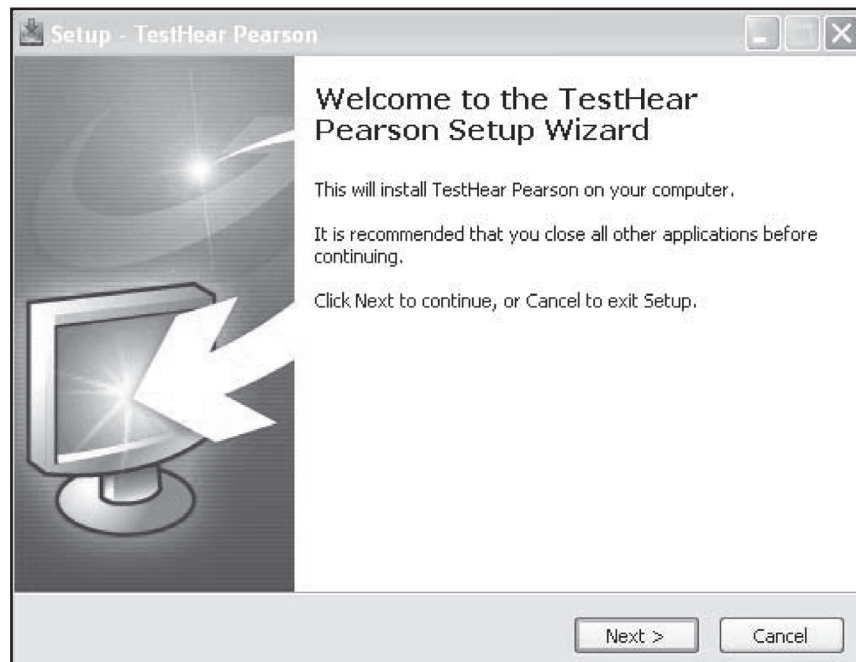 Setup - TestHear Pearson
Welcome to the TestHear
Pearson Setup Wizard
This will install TestHear Pearson on your computer.
It is recommended that you close all other applications before
continuing.
Click Next to continue, or Cancel to exit Setup.
Next >
Cancel